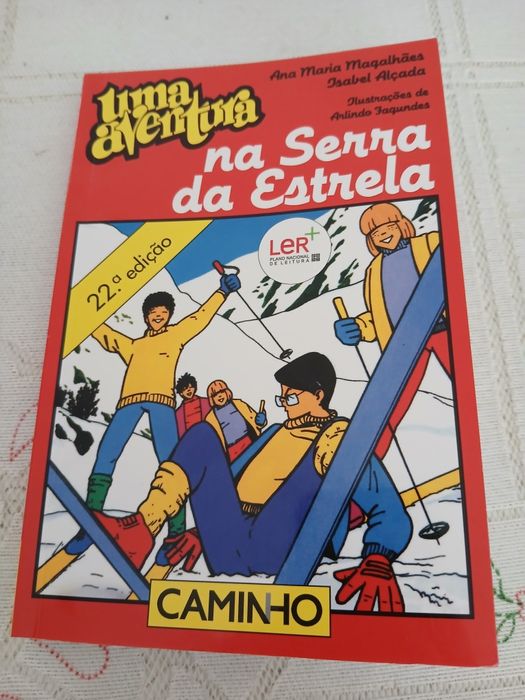 Ana Maria Magalhães
Isabel Alçada
Ilustrações de
Arlindo Fagundes
uma
aventura
na Serra
da Estrela
22.ª edição
LER+
PLANO NACIONAL
DE LEITURA
CAMINHO